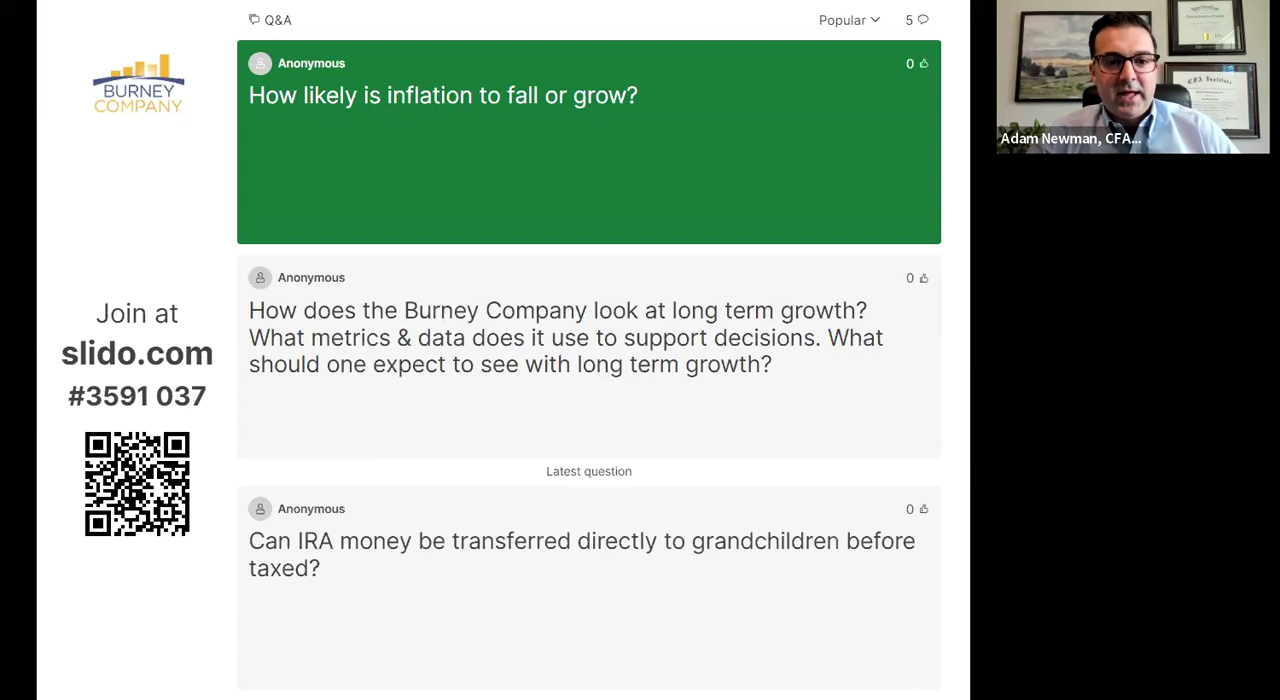 Q&A
Popular
5
BURNEY
COMPANY
Anonymous
0
How likely is inflation to fall or grow?
Anonymous
0
How does the Burney Company look at long term growth?
What metrics & data does it use to support decisions. What
should one expect to see with long term growth?
Join at
slido.com
#3591 037
Latest question
Anonymous
0
Can IRA money be transferred directly to grandchildren before
taxed?
CFA Institute
Adam Newman, CFA...